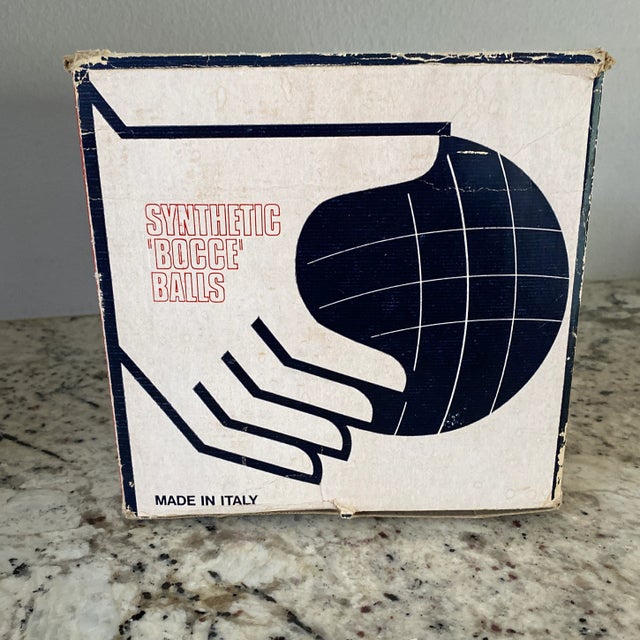 SYNTHETIC
"BOCCE"
BALLS
MADE IN ITALY